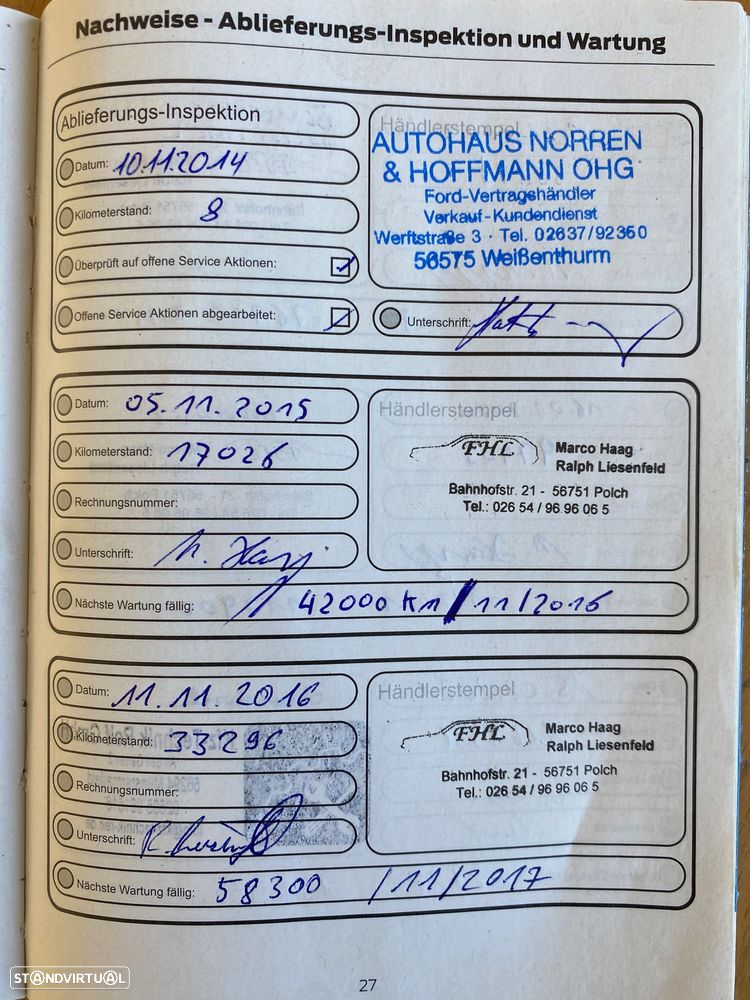 Nachweise - Ablieferungs-Inspektion und Wartung
Ablieferungs-Inspektion
Datum: 10.11.2014
Kilometerstand: 8
Überprüft auf offene Service Aktionen:
Offene Service Aktionen abgearbeitet:
Händlerstempel
AUTOHAUS NORREN
& HOFFMANN OHG
Ford-Vertragshändler
Verkauf-Kundendienst
Werftstraße 3 · Tel. 02637/92360
56575 Weißenthurm
Unterschrift:
Datum: 05.11.2015
Kilometerstand: 17026
Rechnungsnummer:
Unterschrift:
Händlerstempel
FHL
Marco Haag
Ralph Liesenfeld
Bahnhofstr. 21 - 56751 Polch
Tel.: 026 54 / 96 96 06 5
Nächste Wartung fällig: 42000 km / 11/2016
Datum: 11.11.2016
Kilometerstand: 33296
Rechnungsnummer:
Unterschrift:
Händlerstempel
FHL
Marco Haag
Ralph Liesenfeld
Bahnhofstr. 21 - 56751 Polch
Tel.: 026 54 / 96 96 06 5
Nächste Wartung fällig: 58300 /11/2017
27
STANDVIRTUAL